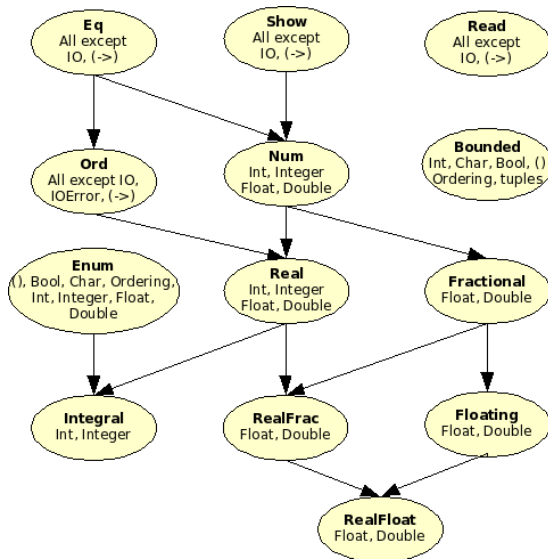 Eq
All except
IO, (->)
Show
All except
IO, (->)
Read
All except
IO, (->)
Ord
All except IO,
IOError, (->)
Num
Int, Integer
Float, Double
Bounded
Int, Char, Bool, ()
Ordering, tuples
Enum
(), Bool, Char, Ordering,
Int, Integer, Float,
Double
Real
Int, Integer
Float, Double
Fractional
Float, Double
Integral
Int, Integer
RealFrac
Float, Double
Floating
Float, Double
RealFloat
Float, Double